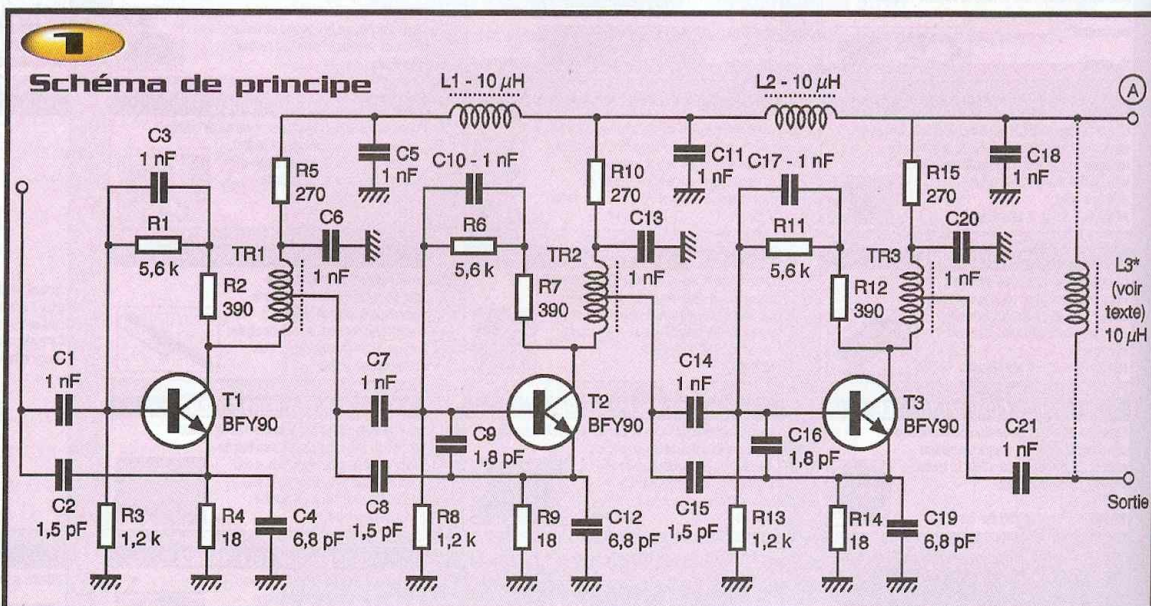 1
Schéma de principe
L1 - 10 µH
L2 - 10 µH
A
C3
1 nF
R1
5,6 k
R2
390
R5
270
C5
1 nF
C6
1 nF
TR1
C10 - 1 nF
R6
5,6 k
R7
390
R10
270
C11
1 nF
C13
1 nF
TR2
C17 - 1 nF
R11
5,6 k
R12
390
R15
270
C18
1 nF
C20
1 nF
TR3
L3*
(voir
texte)
10 µH
C1
1 nF
T1
BFY90
C7
1 nF
T2
BFY90
C9
1,8 pF
C14
1 nF
T3
BFY90
C16
1,8 pF
C21
1 nF
Sortie
C2
1,5 pF
R3
1,2 k
R4
18
C4
6,8 pF
C8
1,5 pF
R8
1,2 k
R9
18
C12
6,8 pF
C15
1,5 pF
R13
1,2 k
R14
18
C19
6,8 pF